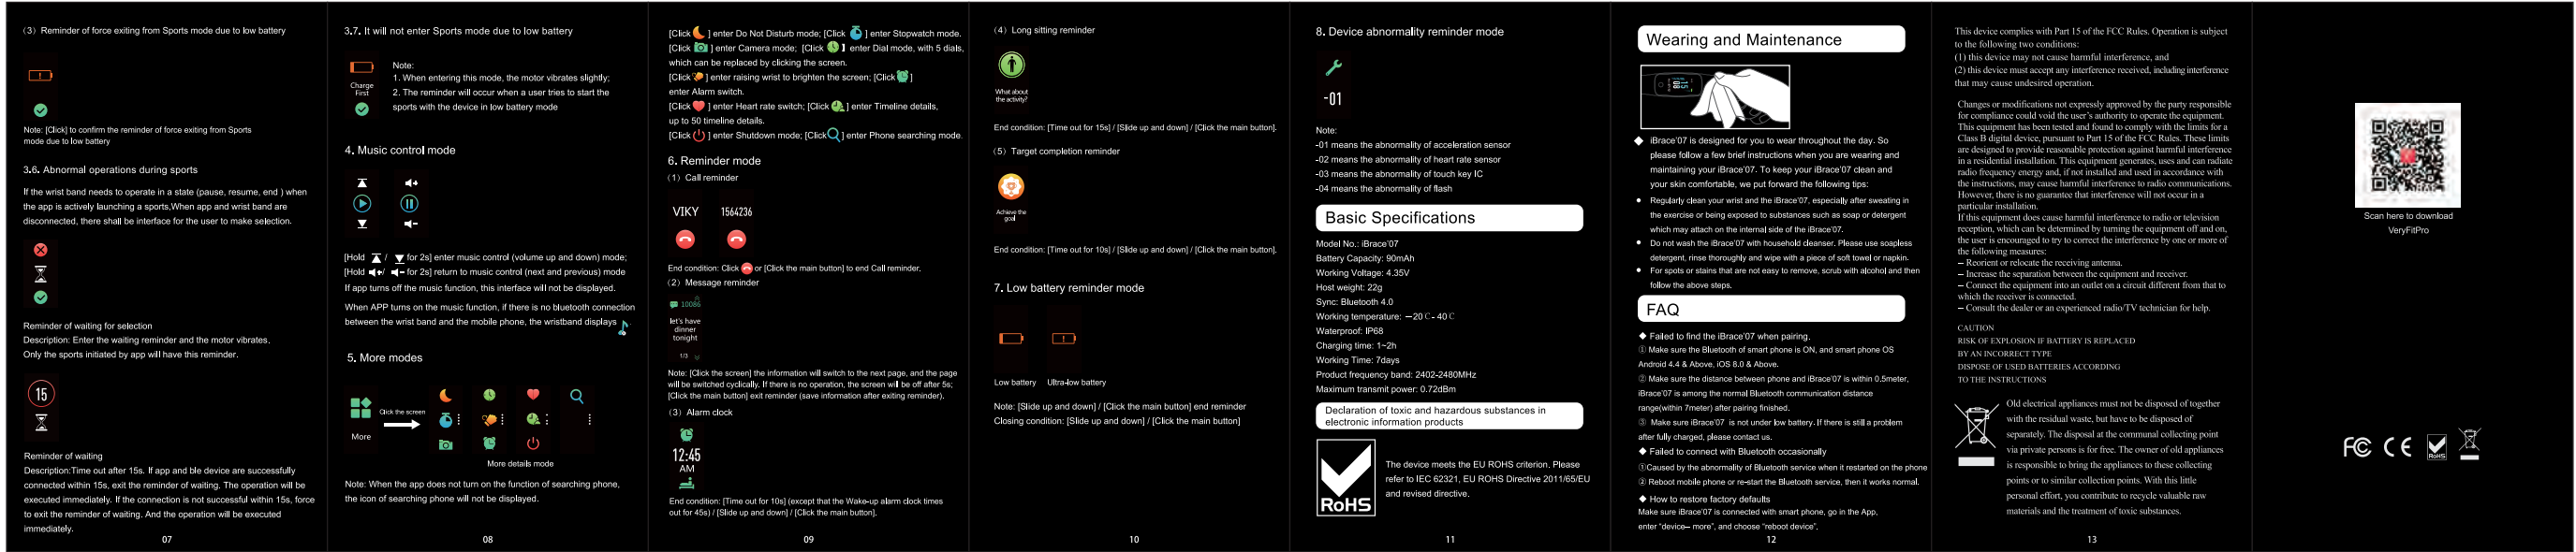 (3) Reminder of force exiting from Sports mode due to low battery
Note: [Click] to confirm the reminder of force exiting from Sports
mode due to low battery
3.6. Abnormal operations during sports
If the wrist band needs to operate in a state (pause, resume, end ) when
the app is actively launching a sports,When app and wrist band are
disconnected, there shall be interface for the user to make selection.
Reminder of waiting for selection
Description: Enter the waiting reminder and the motor vibrates.
Only the sports initiated by app will have this reminder.
15
Reminder of waiting
Description:Time out after 15s. If app and ble device are successfully
connected within 15s, exit the reminder of waiting. The operation will be
executed immediately. If the connection is not successful within 15s, force
to exit the reminder of waiting. And the operation will be executed
immediately.
07
3.7. It will not enter Sports mode due to low battery
Charge
First
Note:
1. When entering this mode, the motor vibrates slightly;
2. The reminder will occur when a user tries to start the
sports with the device in low battery mode
4. Music control mode
[Hold / for 2s] enter music control (volume up and down) mode;
[Hold / for 2s] return to music control (next and previous) mode
If app turns off the music function, this interface will not be displayed.
When APP turns on the music function, if there is no bluetooth connection
between the wrist band and the mobile phone, the wristband displays
5. More modes
More
Click the screen
More details mode
Note: When the app does not turn on the function of searching phone,
the icon of searching phone will not be displayed.
08
[Click ] enter Do Not Disturb mode; [Click ] enter Stopwatch mode.
[Click ] enter Camera mode; [Click ] enter Dial mode, with 5 dials,
which can be replaced by clicking the screen.
[Click ] enter raising wrist to brighten the screen; [Click ]
enter Alarm switch.
[Click ] enter Heart rate switch; [Click ] enter Timeline details,
up to 50 timeline details.
[Click ] enter Shutdown mode; [Click ] enter Phone searching mode.
6. Reminder mode
(1) Call reminder
VIKY 1564236
End condition: Click or [Click the main button] to end Call reminder.
(2) Message reminder
10086
let's have
dinner
tonight
1/3
Note: [Click the screen] the information will switch to the next page, and the page
will be switched cyclically. If there is no operation, the screen will be off after 5s;
[Click the main button] exit reminder (save information after exiting reminder).
(3) Alarm clock
12:45
AM
End condition: [Time out for 10s] (except that the Wake-up alarm clock times
out for 45s) / [Slide up and down] / [Click the main button].
09
(4) Long sitting reminder
What about
the activity?
End condition: [Time out for 15s] / [Slide up and down] / [Click the main button].
(5) Target completion reminder
Achieve the
goal
End condition: [Time out for 10s] / [Slide up and down] / [Click the main button].
7. Low battery reminder mode
Low battery Ultra-low battery
Note: [Slide up and down] / [Click the main button] end reminder
Closing condition: [Slide up and down] / [Click the main button]
10
8. Device abnormality reminder mode
-01
Note:
-01 means the abnormality of acceleration sensor
-02 means the abnormality of heart rate sensor
-03 means the abnormality of touch key IC
-04 means the abnormality of flash
Basic Specifications
Model No.: iBrace'07
Battery Capacity: 90mAh
Working Voltage: 4.35V
Host weight: 22g
Sync: Bluetooth 4.0
Working temperature: －20℃- 40℃
Waterproof: IP68
Charging time: 1~2h
Working Time: 7days
Product frequency band: 2402-2480MHz
Maximum transmit power: 0.72dBm
Declaration of toxic and hazardous substances in
electronic information products
RoHS
The device meets the EU ROHS criterion. Please
refer to IEC 62321, EU ROHS Directive 2011/65/EU
and revised directive.
11
Wearing and Maintenance
◆ iBrace'07 is designed for you to wear throughout the day. So
please follow a few brief instructions when you are wearing and
maintaining your iBrace'07. To keep your iBrace'07 clean and
your skin comfortable, we put forward the following tips:
● Regularly clean your wrist and the iBrace'07, especially after sweating in
the exercise or being exposed to substances such as soap or detergent
which may attach on the internal side of the iBrace'07.
● Do not wash the iBrace'07 with household cleanser. Please use soapless
detergent, rinse thoroughly and wipe with a piece of soft towel or napkin.
● For spots or stains that are not easy to remove, scrub with alcohol and then
follow the above steps.
FAQ
◆ Failed to find the iBrace'07 when pairing.
① Make sure the Bluetooth of smart phone is ON, and smart phone OS
Android 4.4 & Above, iOS 8.0 & Above.
② Make sure the distance between phone and iBrace'07 is within 0.5meter,
iBrace'07 is among the normal Bluetooth communication distance
range(within 7meter) after pairing finished.
③ Make sure iBrace'07 is not under low battery. If there is still a problem
after fully charged, please contact us.
◆ Failed to connect with Bluetooth occasionally
①Caused by the abnormality of Bluetooth service when it restarted on the phone
② Reboot mobile phone or re-start the Bluetooth service, then it works normal.
◆ How to restore factory defaults
Make sure iBrace'07 is connected with smart phone, go in the App,
enter "device— more", and choose "reboot device".
12
This device complies with Part 15 of the FCC Rules. Operation is subject
to the following two conditions:
(1) this device may not cause harmful interference, and
(2) this device must accept any interference received, including interference
that may cause undesired operation.
Changes or modifications not expressly approved by the party responsible
for compliance could void the user's authority to operate the equipment.
This equipment has been tested and found to comply with the limits for a
Class B digital device, pursuant to Part 15 of the FCC Rules. These limits
are designed to provide reasonable protection against harmful interference
in a residential installation. This equipment generates, uses and can radiate
radio frequency energy and, if not installed and used in accordance with
the instructions, may cause harmful interference to radio communications.
However, there is no guarantee that interference will not occur in a
particular installation.
If this equipment does cause harmful interference to radio or television
reception, which can be determined by turning the equipment off and on,
the user is encouraged to try to correct the interference by one or more of
the following measures:
– Reorient or relocate the receiving antenna.
– Increase the separation between the equipment and receiver.
– Connect the equipment into an outlet on a circuit different from that to
which the receiver is connected.
– Consult the dealer or an experienced radio/TV technician for help.
CAUTION
RISK OF EXPLOSION IF BATTERY IS REPLACED
BY AN INCORRECT TYPE
DISPOSE OF USED BATTERIES ACCORDING
TO THE INSTRUCTIONS
Old electrical appliances must not be disposed of together
with the residual waste, but have to be disposed of
separately. The disposal at the communal collecting point
via private persons is for free. The owner of old appliances
is responsible to bring the appliances to these collecting
points or to similar collection points. With this little
personal effort, you contribute to recycle valuable raw
materials and the treatment of toxic substances.
13
Scan here to download
VeryFitPro
FC CE RoHS